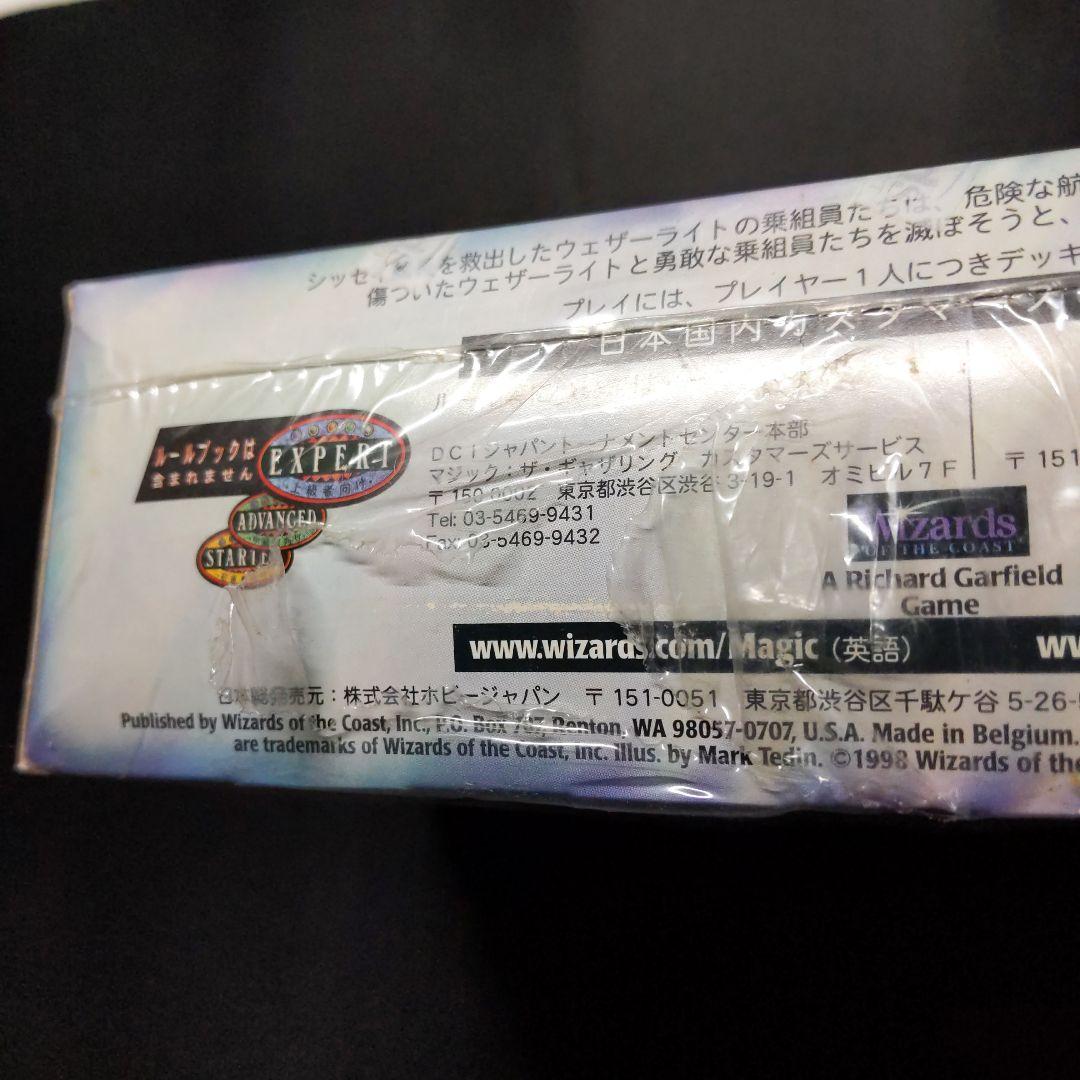 シッセイ を救出したウェザーライトの乗組員たちは、危険な航
傷ついたウェザーライトと勇敢な乗組員たちを滅ぼそうと、
プレイには、プレイヤー1人につきデッキ
日本国内カスタマー ス
ルールブックは
含まれません
EXPERT
上級者向け
ADVANCED
STARTE
DCIジャパントーナメントセンター本部
マジック:ザ・ギャザリング カスタマーズサービス
〒150-0002 東京都渋谷区渋谷 3-19-1 オミビル7F
Tel: 03-5469-9431
Fax: 03-5469-9432
〒151
Wizards
OF THE COAST
A Richard Garfield
Game
www.wizards.com/Magic (英語)
ww
日本総発売元:株式会社ホビージャパン 〒151-0051 東京都渋谷区千駄ケ谷 5-26-5
Published by Wizards of the Coast, Inc., P.O. Box 707, Renton, WA 98057-0707, U.S.A. Made in Belgium.
are trademarks of Wizards of the Coast, Inc. Illus. by Mark Tedin. ©1998 Wizards of the